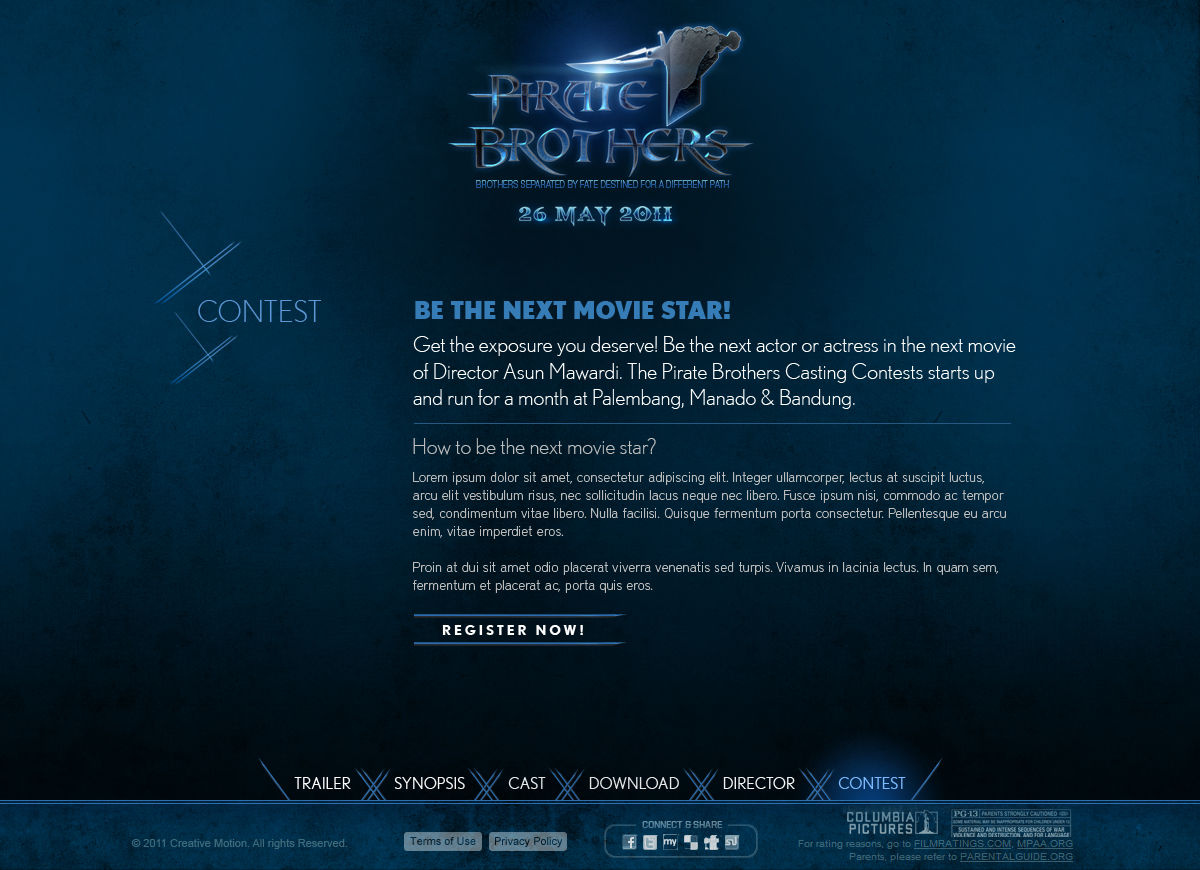 PIRATE
BROTHERS
BROTHERS SEPARATED BY FATE DESTINED FOR A DIFFERENT PATH
26 MAY 2011
CONTEST
BE THE NEXT MOVIE STAR!
Get the exposure you deserve! Be the next actor or actress in the next movie
of Director Asun Mawardi. The Pirate Brothers Casting Contests starts up
and run for a month at Palembang, Manado & Bandung.
How to be the next movie star?
Lorem ipsum dolor sit amet, consectetur adipiscing elit. Integer ullamcorper, lectus at suscipit luctus,
arcu elit vestibulum risus, nec sollicitudin lacus neque nec libero. Fusce ipsum nisi, commodo ac tempor
sed, condimentum vitae libero. Nulla facilisi. Quisque fermentum porta consectetur. Pellentesque eu arcu
enim, vitae imperdiet eros.
Proin at dui sit amet odio placerat viverra venenatis sed turpis. Vivamus in lacinia lectus. In quam sem,
fermentum et placerat ac, porta quis eros.
REGISTER NOW!
TRAILER SYNOPSIS CAST DOWNLOAD DIRECTOR CONTEST
© 2011 Creative Motion. All rights Reserved.
Terms of Use Privacy Policy
CONNECT & SHARE
my
COLUMBIA
PICTURES
PG-13 PARENTS STRONGLY CAUTIONED
SOME MATERIAL MAY BE INAPPROPRIATE FOR CHILDREN UNDER 13
SUSTAINED AND INTENSE SEQUENCES OF WAR
VIOLENCE AND DESTRUCTION, AND FOR LANGUAGE
For rating reasons, go to FILMRATINGS.COM, MPAA.ORG
Parents, please refer to PARENTALGUIDE.ORG